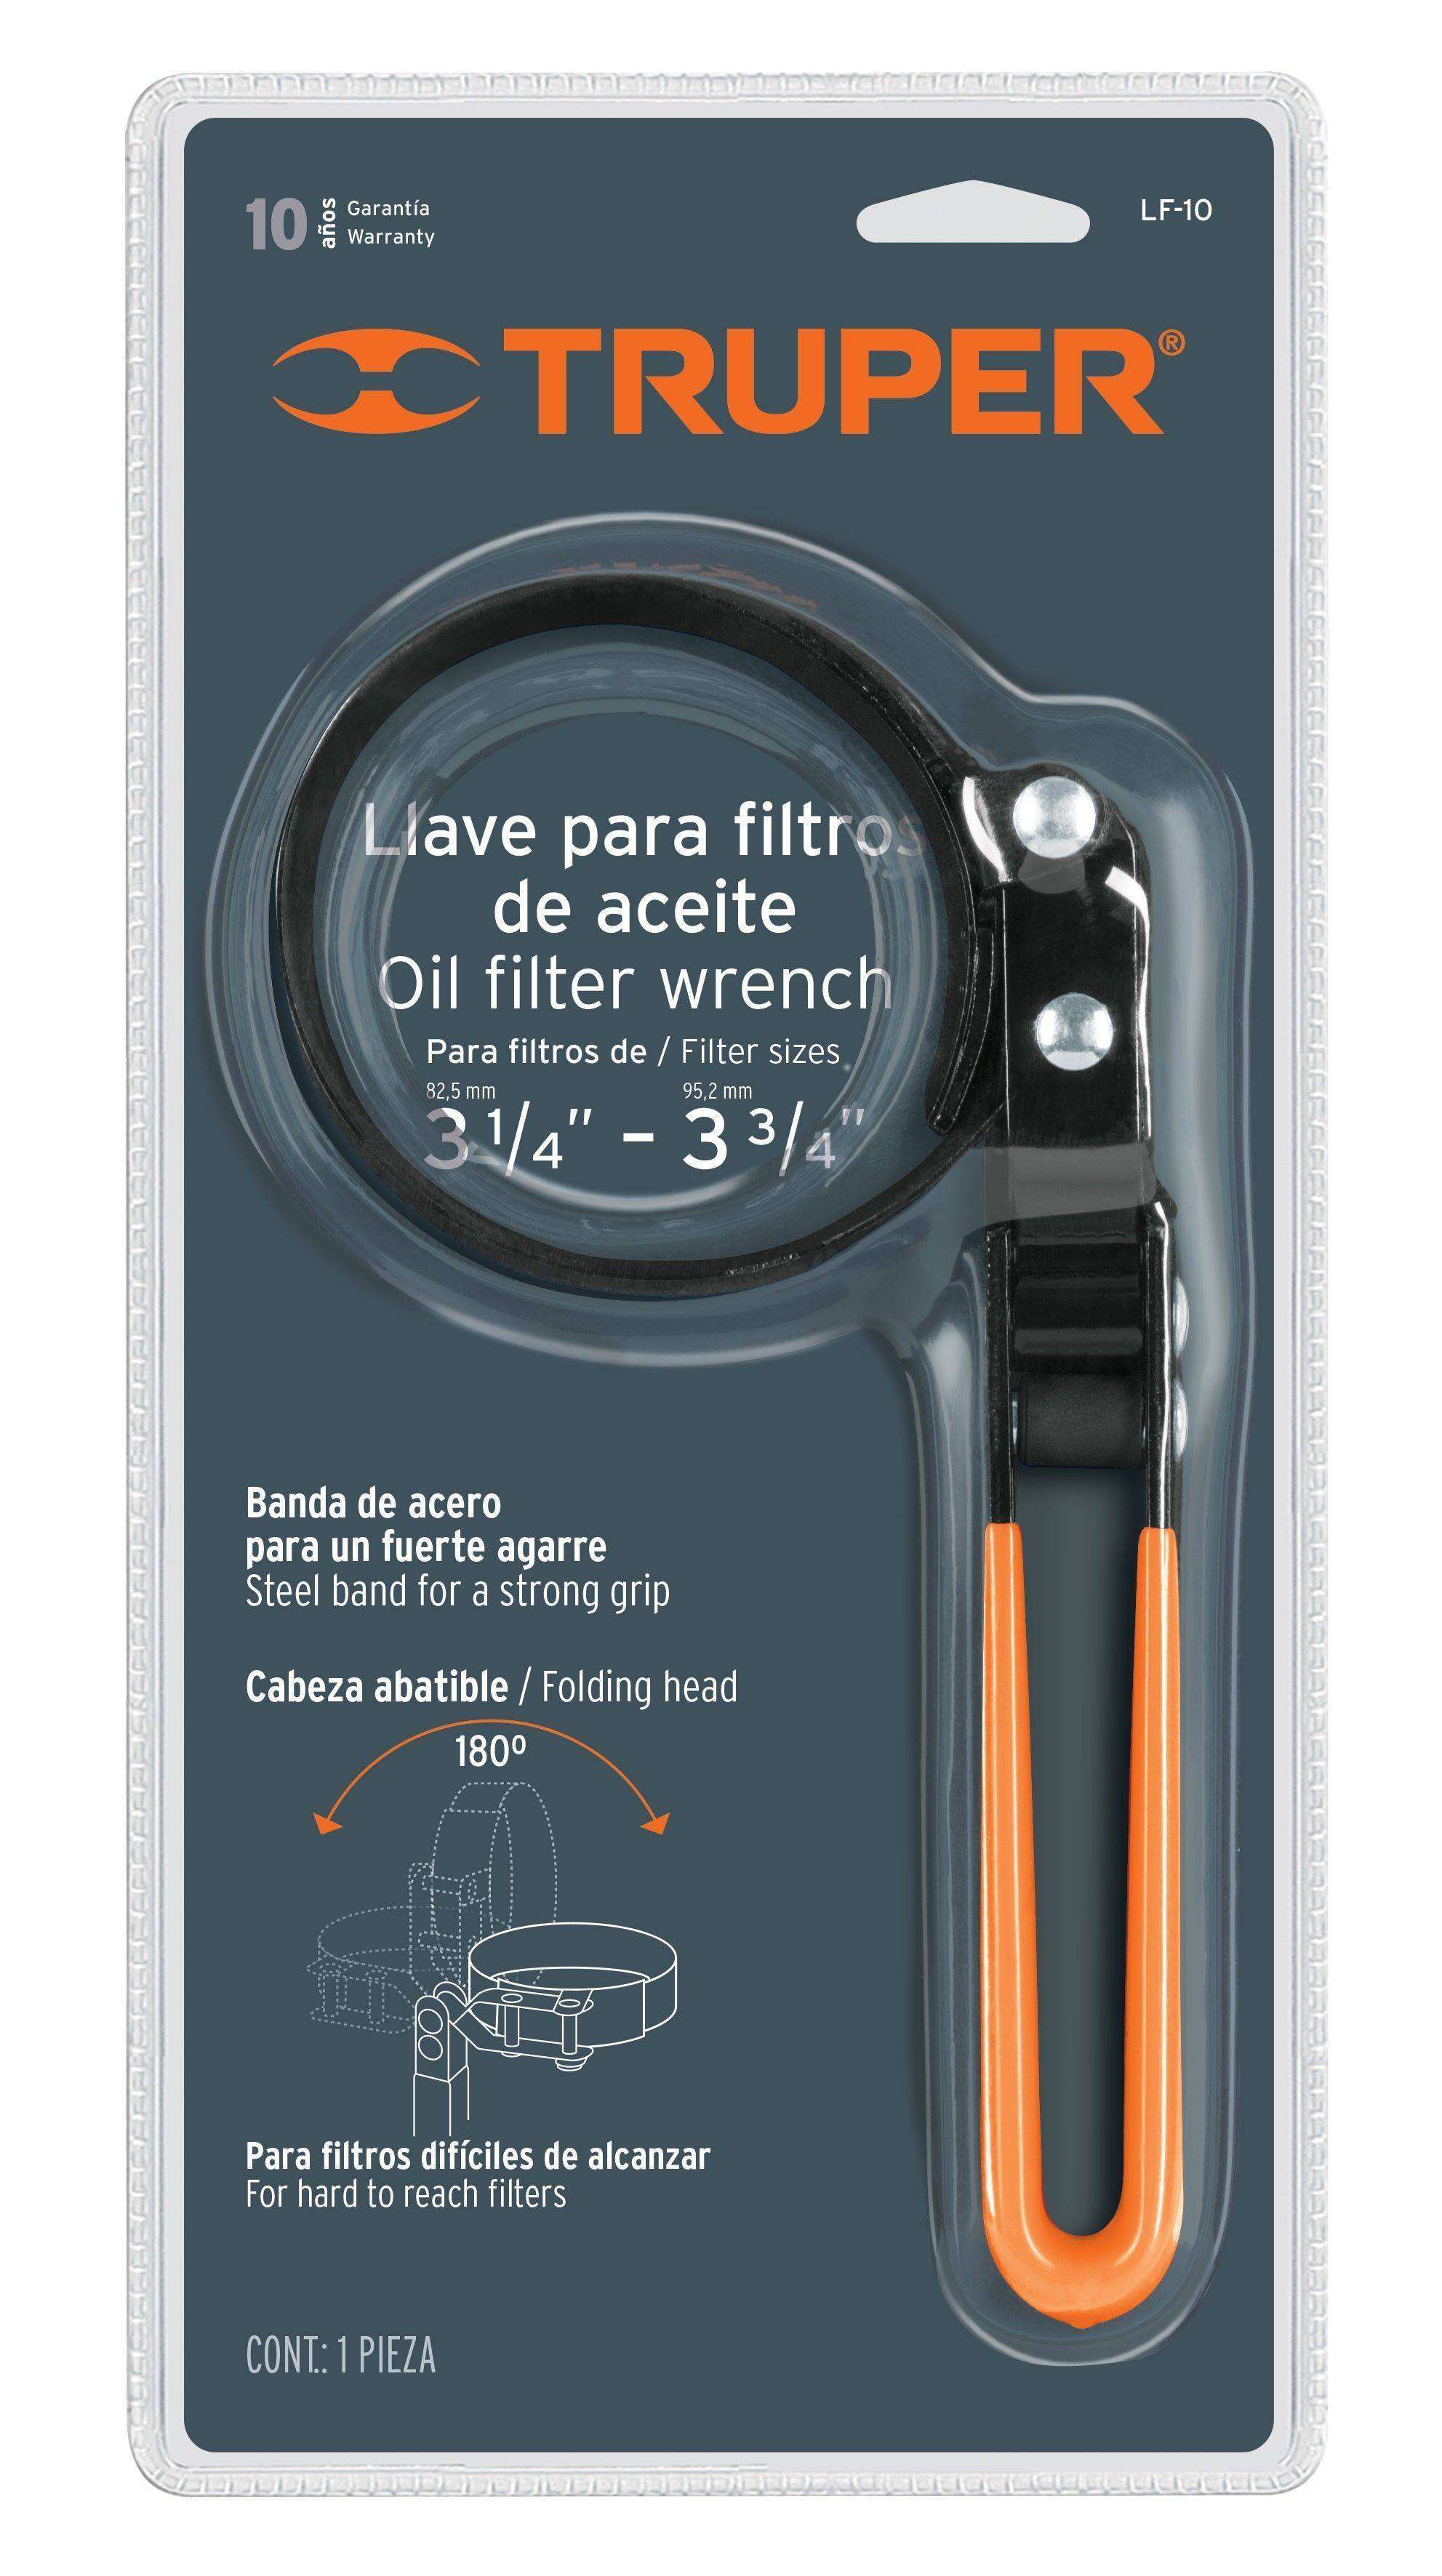 10 años Garantía
Warranty
LF-10
TRUPER®
Llave para filtros
de aceite
Oil filter wrench
Para filtros de / Filter sizes
82,5 mm 95,2 mm
3 1/4" - 3 3/4"
Banda de acero
para un fuerte agarre
Steel band for a strong grip
Cabeza abatible / Folding head
180º
Para filtros difíciles de alcanzar
For hard to reach filters
CONT.: 1 PIEZA